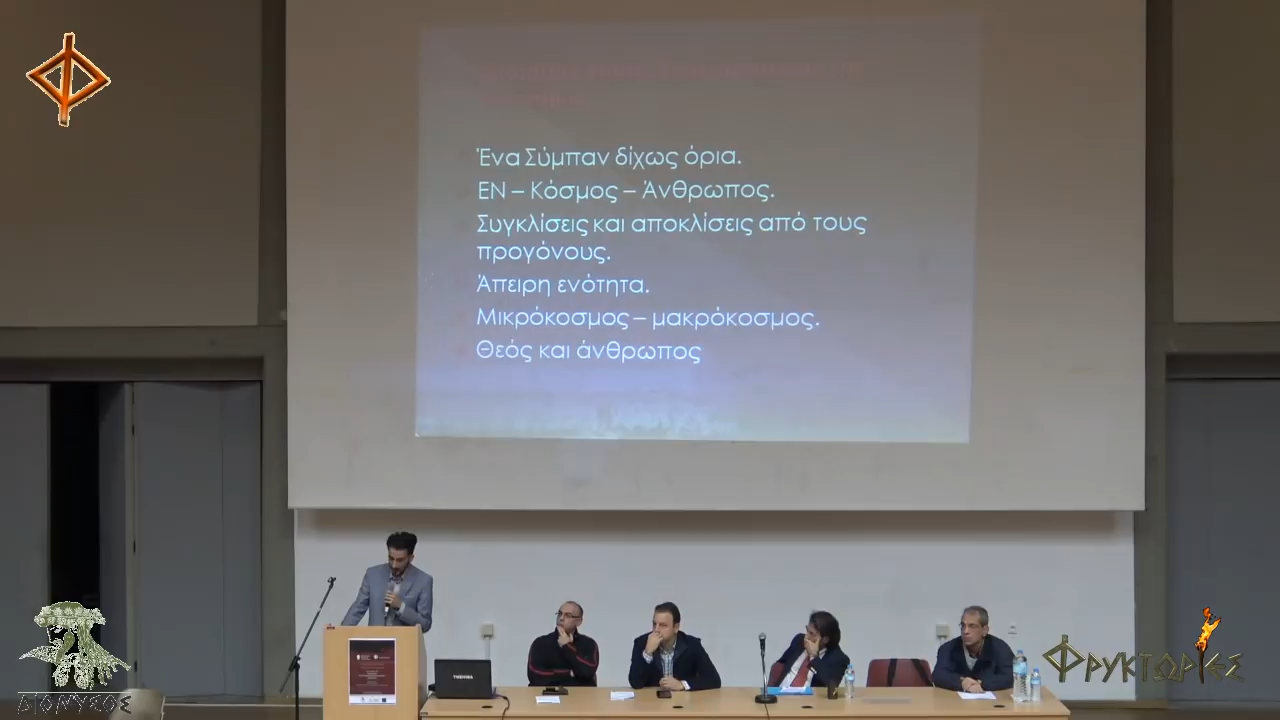 Ένα Σύμπαν δίχως όρια.
ΕΝ – Κόσμος – Άνθρωπος.
Συγκλίσεις και αποκλίσεις από τους
προγόνους.
Άπειρη ενότητα.
Μικρόκοσμος – μακρόκοσμος.
Θεός και άνθρωπος
TOSHIBA
ΦΡΥΚΤΩΡΙΕΣ
ΔΙΟΝΥΣΟΣ